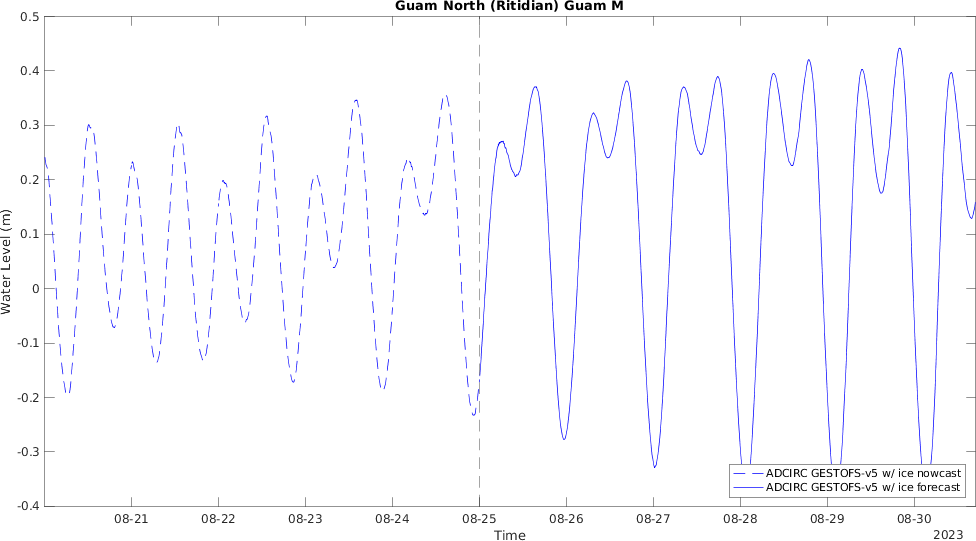 Guam North (Ritidian) Guam M
0.5
0.4
0.3
0.2
0.1
0
-0.1
-0.2
-0.3
-0.4
Water Level (m)
ADCIRC GESTOFS-v5 w/ ice nowcast
ADCIRC GESTOFS-v5 w/ ice forecast
08-21 08-22 08-23 08-24 08-25 08-26 08-27 08-28 08-29 08-30
Time
2023